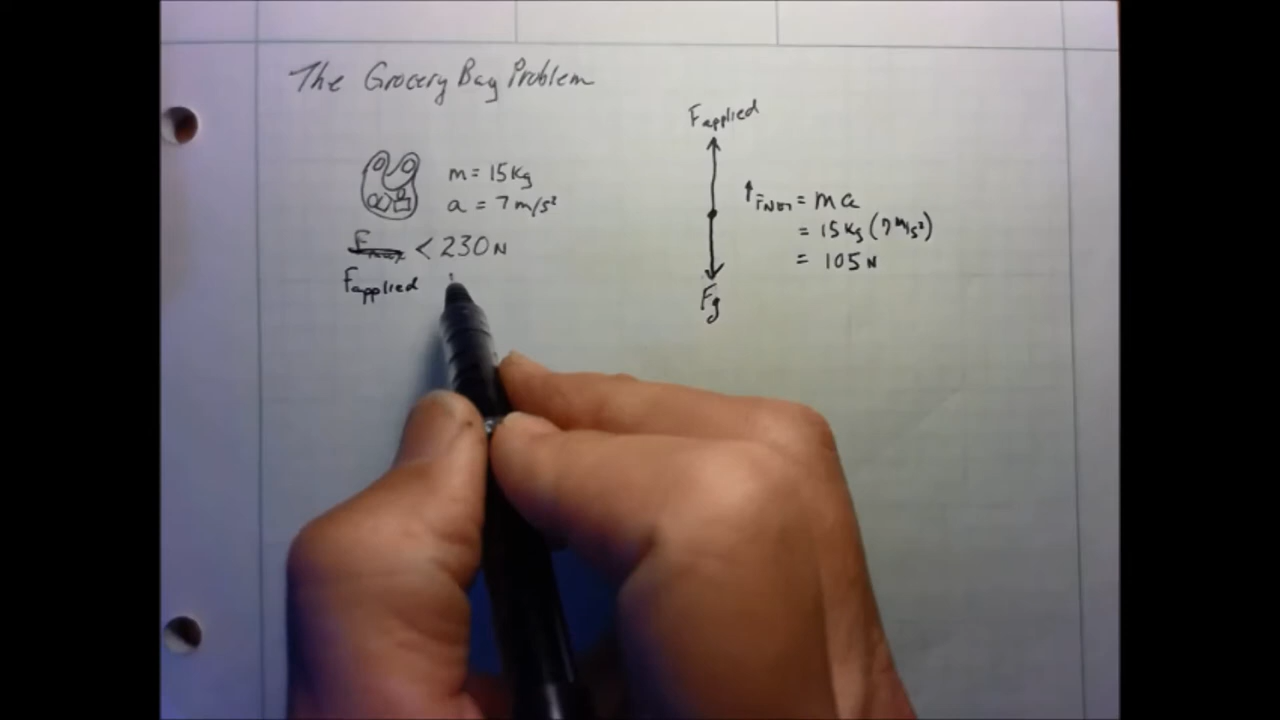 The Grocery Bag Problem
m = 15 Kg
a = 7 m/s²
Fmax < 230 N
Fapplied
Fapplied
Fg
↑ FNET = ma
= 15 Kg (7 m/s²)
= 105 N